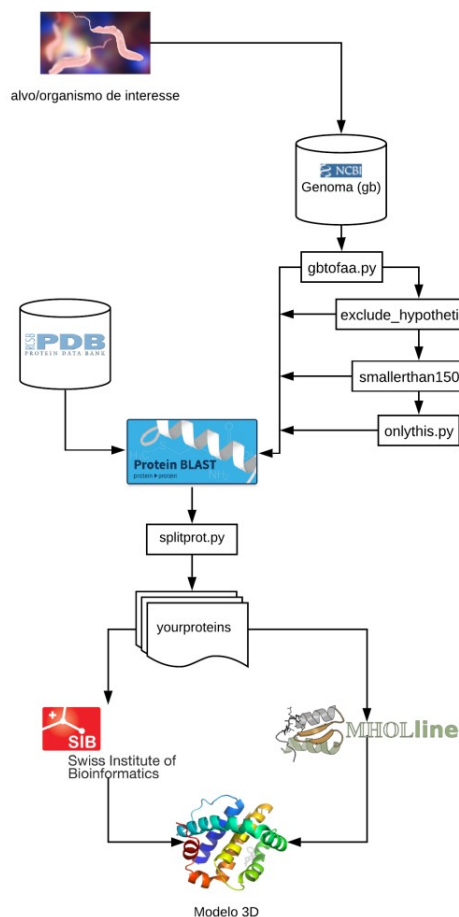 alvo/organismo de interesse
NCBI
Genoma (gb)
gbtofaa.py
exclude_hypotheti
smallerthan150
onlythis.py
RCSB
PDB
PROTEIN DATA BANK
Protein BLAST
protein ▸ protein
splitprot.py
yourproteins
SIB
Swiss Institute of
Bioinformatics
MHOLline
Modelo 3D